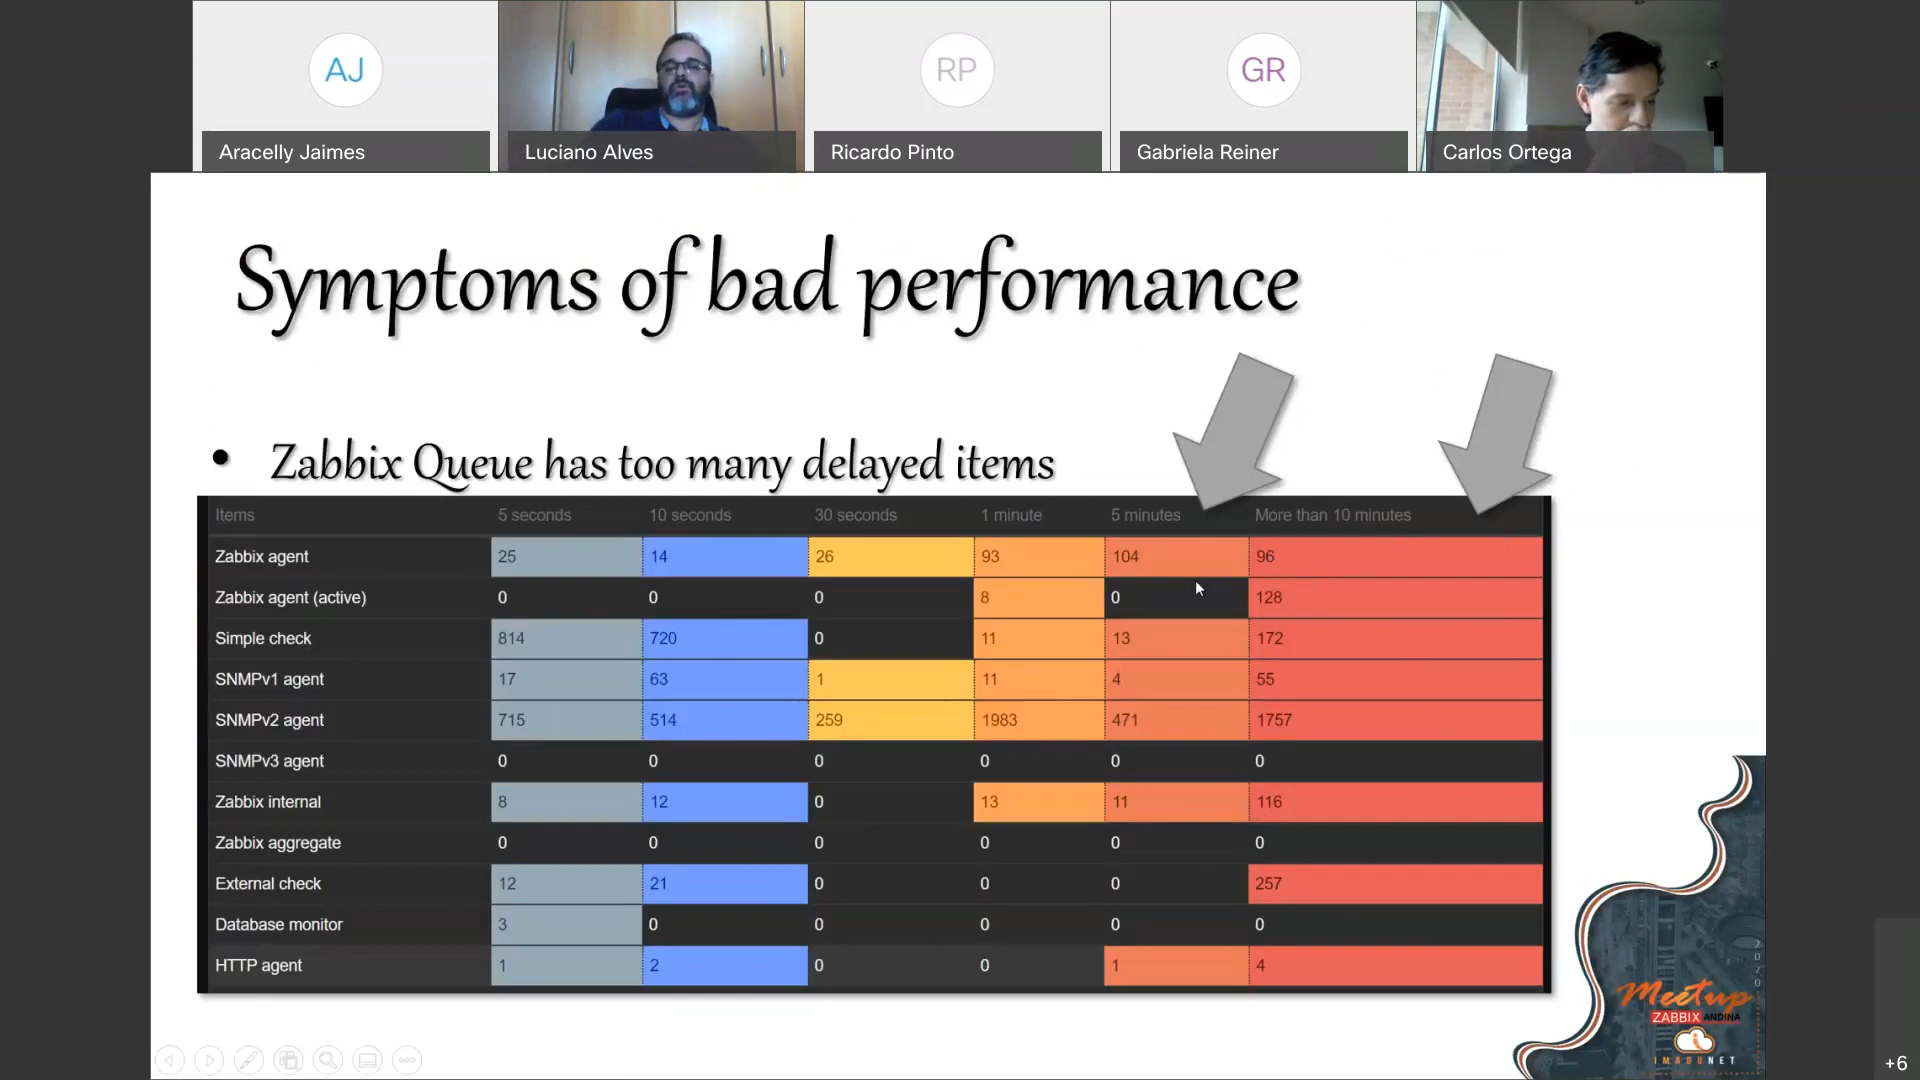 AJ
RP
GR
Aracelly Jaimes
Luciano Alves
Ricardo Pinto
Gabriela Reiner
Carlos Ortega
Symptoms of bad performance
• Zabbix Queue has too many delayed items
Items 5 seconds 10 seconds 30 seconds 1 minute 5 minutes More than 10 minutes
Zabbix agent 25 14 26 93 104 96
Zabbix agent (active) 0 0 0 8 0 128
Simple check 814 720 0 11 13 172
SNMPv1 agent 17 63 1 11 4 55
SNMPv2 agent 715 514 259 1983 471 1757
SNMPv3 agent 0 0 0 0 0 0
Zabbix internal 8 12 0 13 11 116
Zabbix aggregate 0 0 0 0 0 0
External check 12 21 0 0 0 257
Database monitor 3 0 0 0 0 0
HTTP agent 1 2 0 0 1 4
2020
Meetup
ZABBIX ANDINA
IMAGUNET
+6